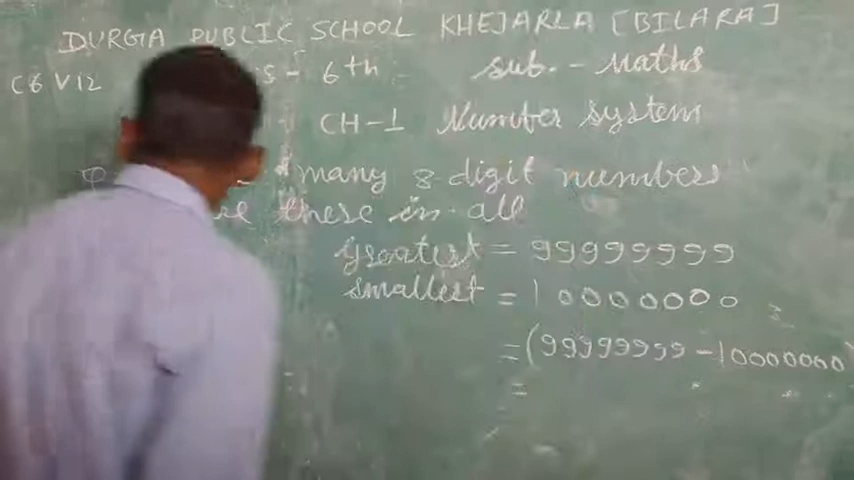 DURGA PUBLIC SCHOOL KHEJARLA [BILARA]
C6 V12 - 6th sub. - Maths
CH-1 Number system
many 8 digit numbers
there in all
greatest = 99999999
smallest = 10000000
= (99999999 - 10000000)
=